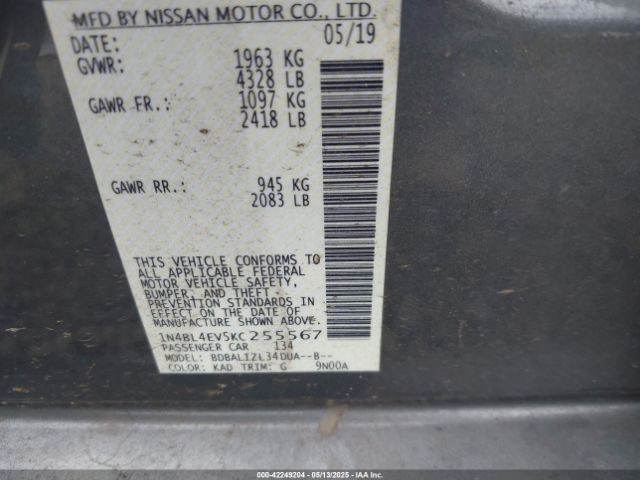 MFD BY NISSAN MOTOR CO., LTD.
DATE: 05/19
GVWR: 1963 KG
4328 LB
GAWR FR.: 1097 KG
2418 LB
GAWR RR.: 945 KG
2083 LB
THIS VEHICLE CONFORMS TO
ALL APPLICABLE FEDERAL
MOTOR VEHICLE SAFETY,
BUMPER, AND THEFT
PREVENTION STANDARDS IN
EFFECT ON THE DATE OF
MANUFACTURE SHOWN ABOVE.
1N4BL4EV5KC255567
PASSENGER CAR 134
MODEL: BDBALIZL34DUA--B--
COLOR: KAD TRIM: G 9N00A
000-42249204 - 05/13/2025 - IAA Inc.